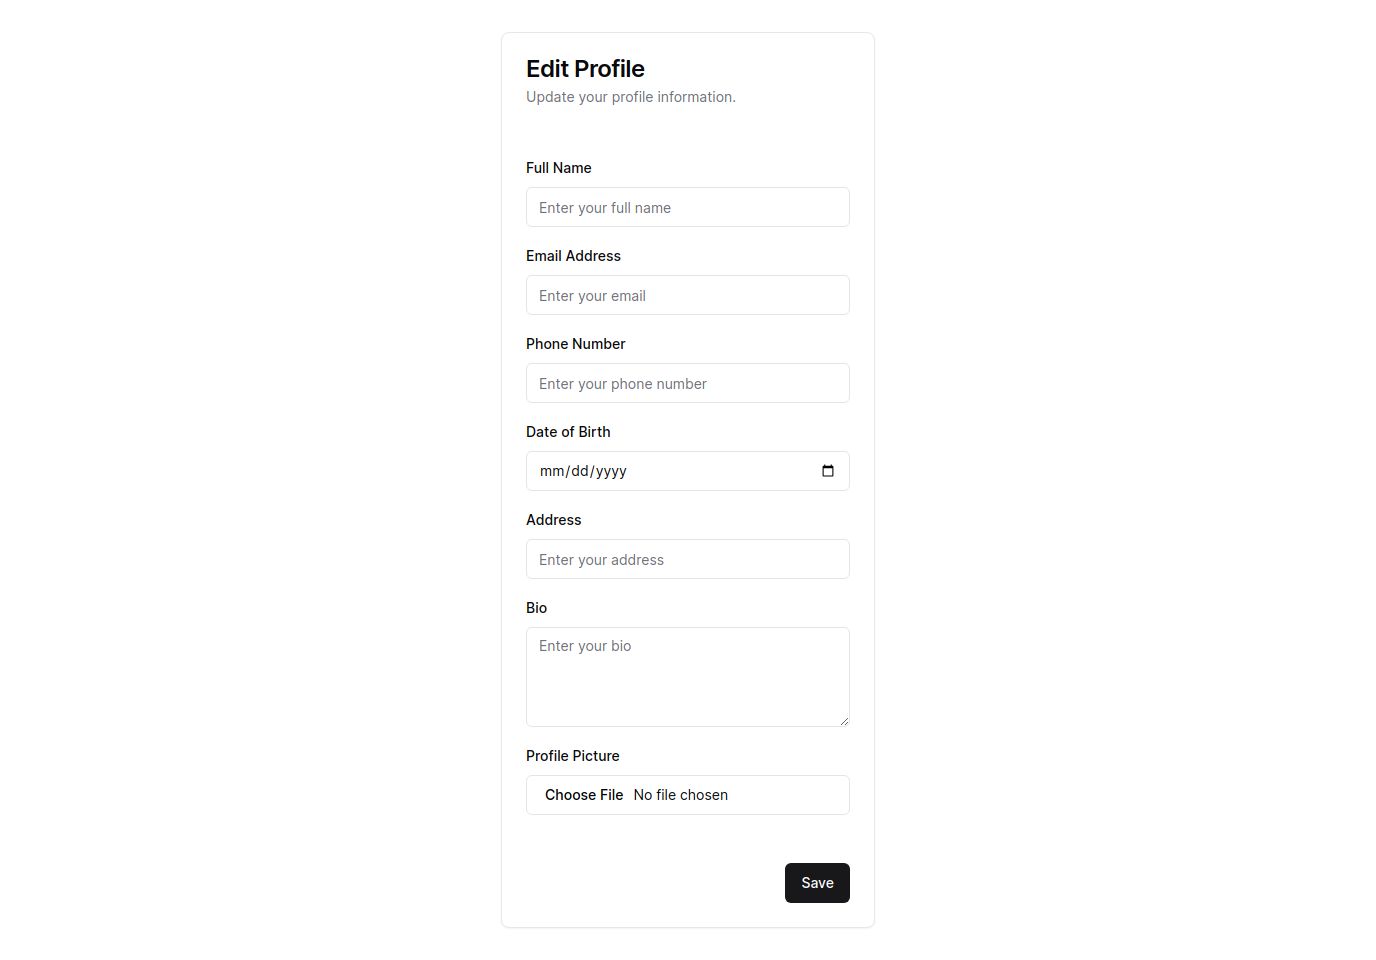 Edit Profile
Update your profile information.
Full Name
Enter your full name
Email Address
Enter your email
Phone Number
Enter your phone number
Date of Birth
mm/dd/yyyy
Address
Enter your address
Bio
Enter your bio
Profile Picture
Choose File No file chosen
Save